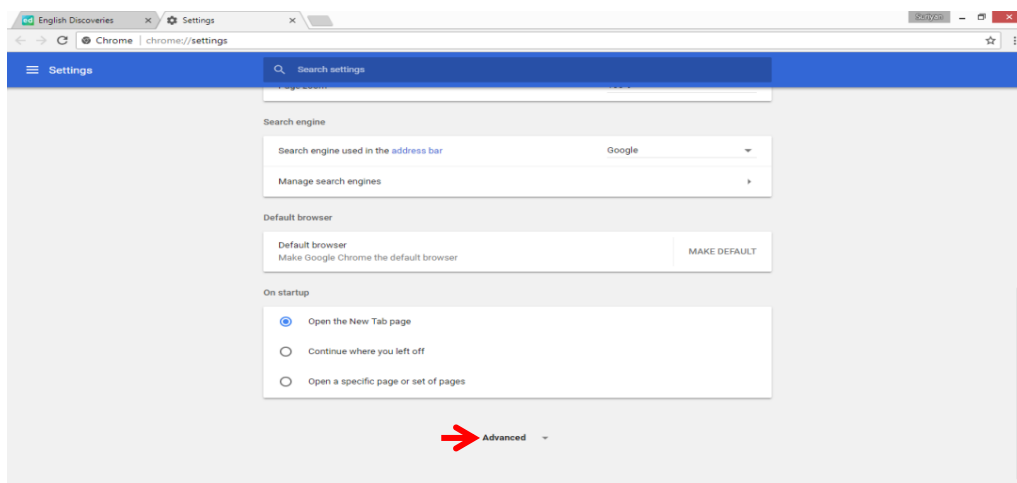 English Discoveries
Settings
Chrome | chrome://settings
Settings
Search settings
Search engine
Search engine used in the address bar
Google
Manage search engines
Default browser
Default browser
MAKE DEFAULT
Make Google Chrome the default browser
On startup
Open the New Tab page
Continue where you left off
Open a specific page or set of pages
Advanced